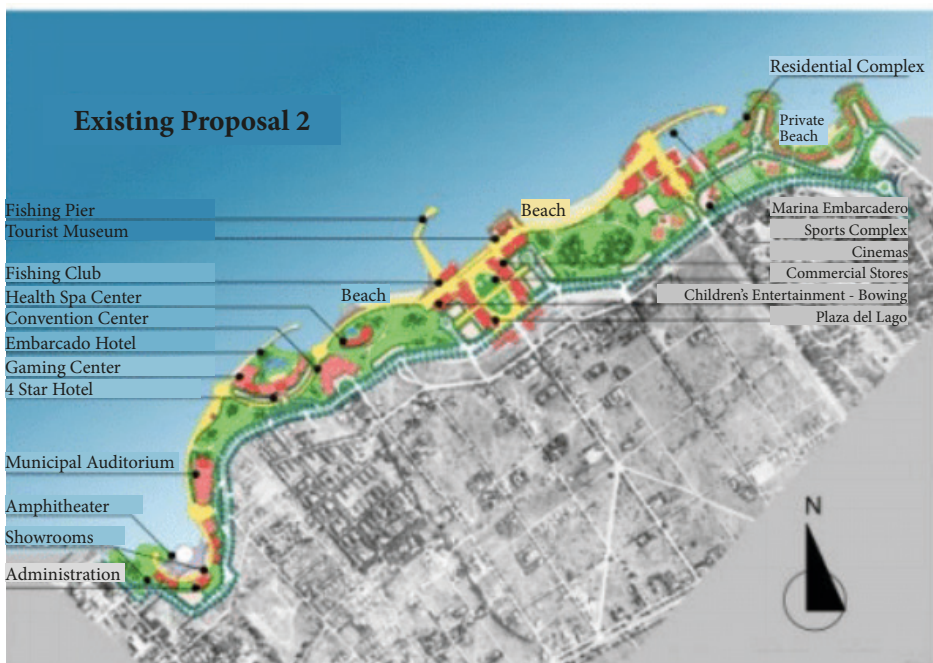 Existing Proposal 2
Residential Complex
Private
Beach
Fishing Pier
Tourist Museum
Fishing Club
Health Spa Center
Convention Center
Embarcado Hotel
Gaming Center
4 Star Hotel
Municipal Auditorium
Amphitheater
Showrooms
Administration
Beach
Beach
Marina Embarcadero
Sports Complex
Cinemas
Commercial Stores
Children's Entertainment - Bowing
Plaza del Lago
N